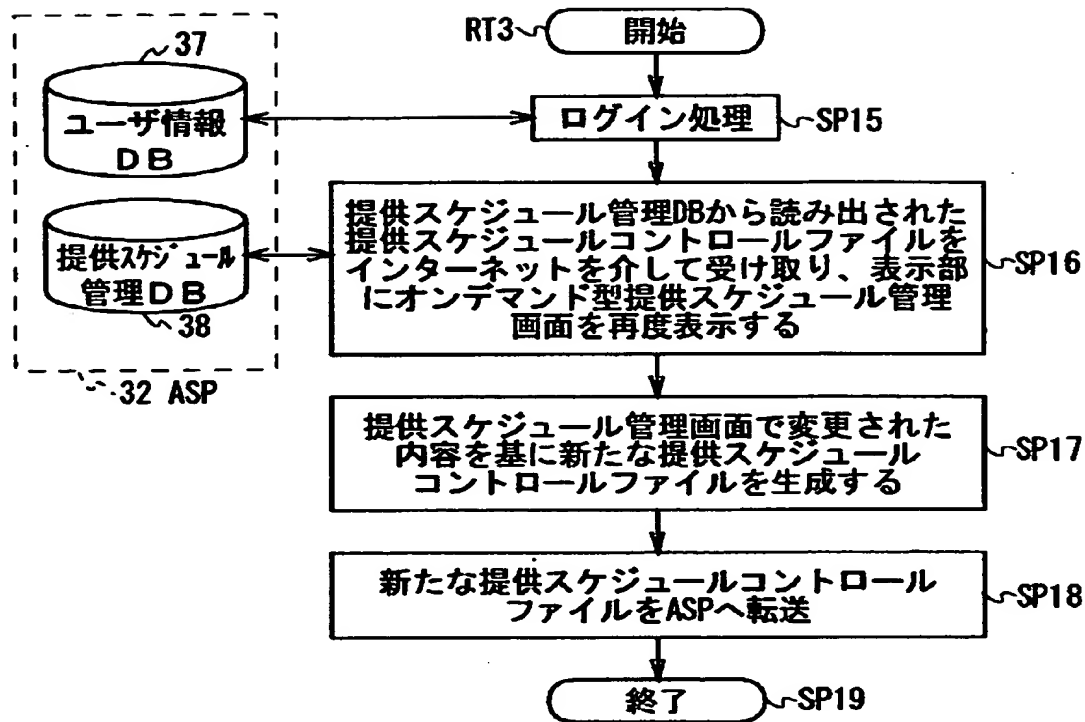 37
ユーザ情報
DB
提供スケジュール
管理DB
38
32 ASP
RT3
開始
ログイン処理
SP15
提供スケジュール管理DBから読み出された
提供スケジュールコントロールファイルを
インターネットを介して受け取り、表示部
にオンデマンド型提供スケジュール管理
画面を再度表示する
SP16
提供スケジュール管理画面で変更された
内容を基に新たな提供スケジュール
コントロールファイルを生成する
SP17
新たな提供スケジュールコントロール
ファイルをASPへ転送
SP18
終了
SP19